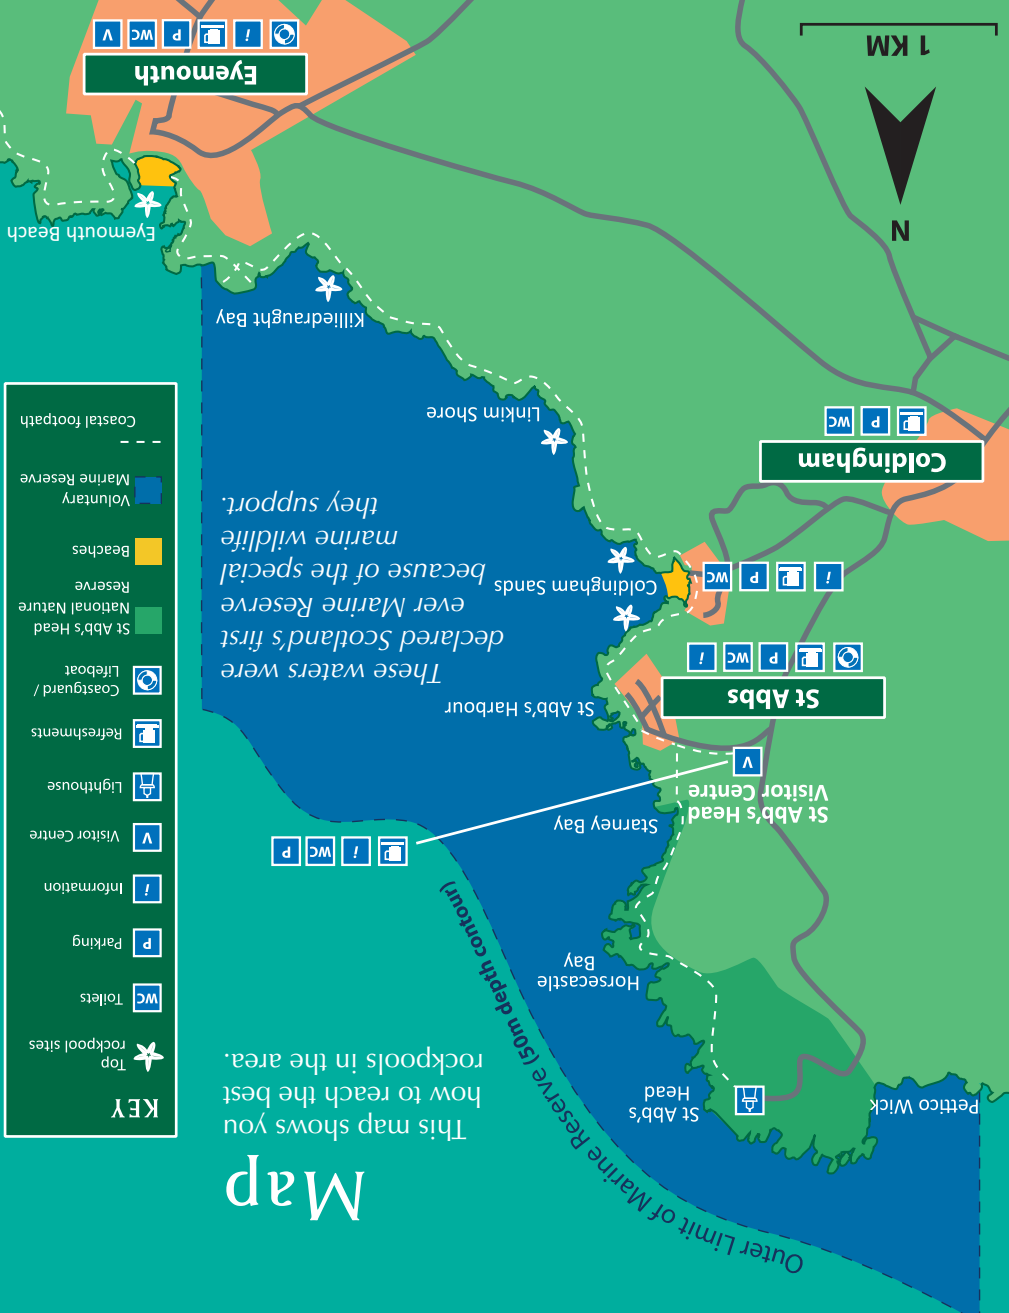 Map
This map shows you
how to reach the best
rockpools in the area.
Outer Limit of Marine Reserve (50m depth contour)
Pettico Wick
St Abb's
Head
Horsecastle
Bay
Starney Bay
St Abb's Head
Visitor Centre
V
P WC i
St Abbs
i WC P
St Abb's Harbour
These waters were
declared Scotland's first
ever Marine Reserve
because of the special
marine wildlife
they support.
Coldingham Sands
WC P i
Coldingham
WC P
Linkim Shore
Killiedraught Bay
Eyemouth Beach
Eyemouth
V WC P i
N
1 KM
KEY
Top
rockpool sites
WC Toilets
P Parking
i Information
V Visitor Centre
Lighthouse
Refreshments
Coastguard /
Lifeboat
St Abb's Head
National Nature
Reserve
Beaches
Voluntary
Marine Reserve
Coastal footpath